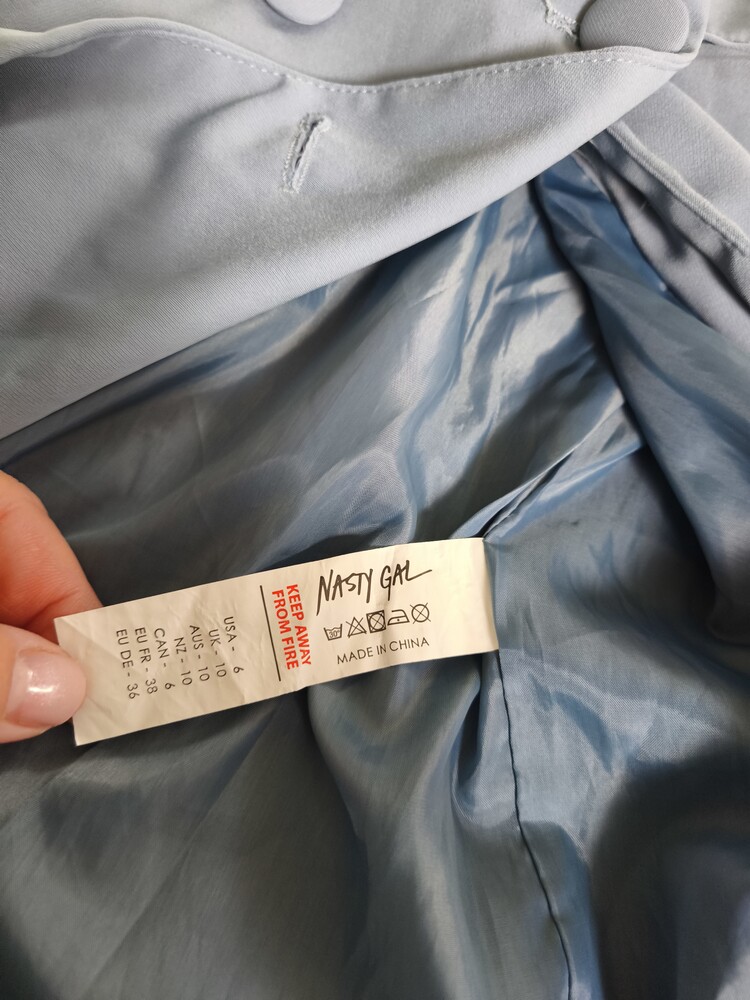 NASTY GAL
30°
MADE IN CHINA
KEEP AWAY
FROM FIRE
USA - 6
UK - 10
AUS - 10
NZ - 10
CAN - 6
EU FR - 38
EU DE - 36